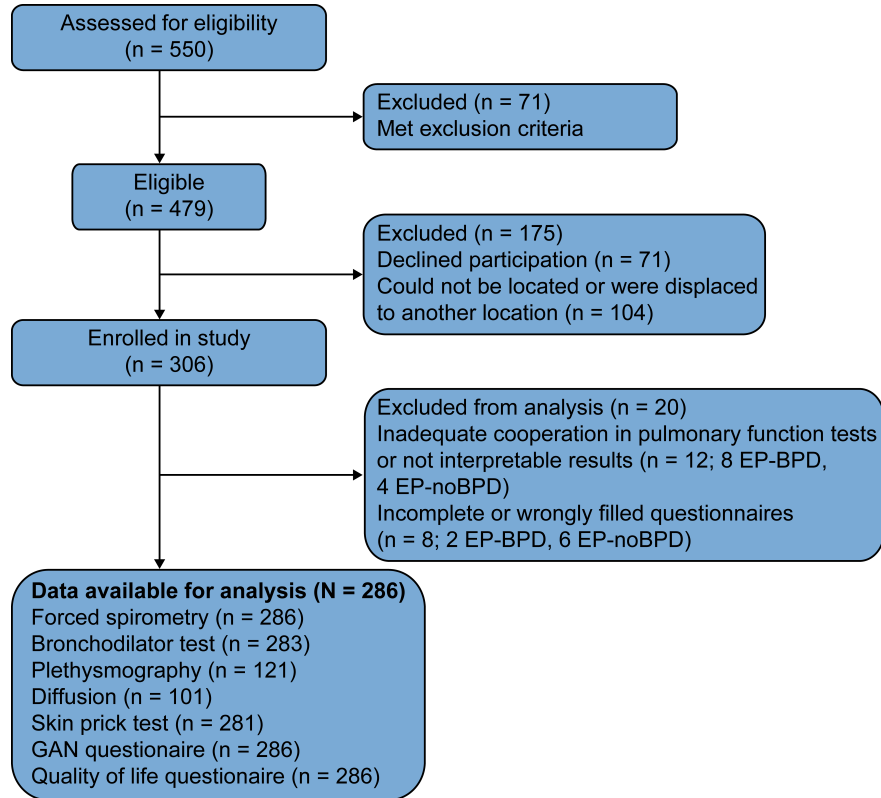 Assessed for eligibility
(n = 550)
Excluded (n = 71)
Met exclusion criteria
Eligible
(n = 479)
Excluded (n = 175)
Declined participation (n = 71)
Could not be located or were displaced
to another location (n = 104)
Enrolled in study
(n = 306)
Excluded from analysis (n = 20)
Inadequate cooperation in pulmonary function tests
or not interpretable results (n = 12; 8 EP-BPD,
4 EP-noBPD)
Incomplete or wrongly filled questionnaires
(n = 8; 2 EP-BPD, 6 EP-noBPD)
Data available for analysis (N = 286)
Forced spirometry (n = 286)
Bronchodilator test (n = 283)
Plethysmography (n = 121)
Diffusion (n = 101)
Skin prick test (n = 281)
GAN questionaire (n = 286)
Quality of life questionaire (n = 286)